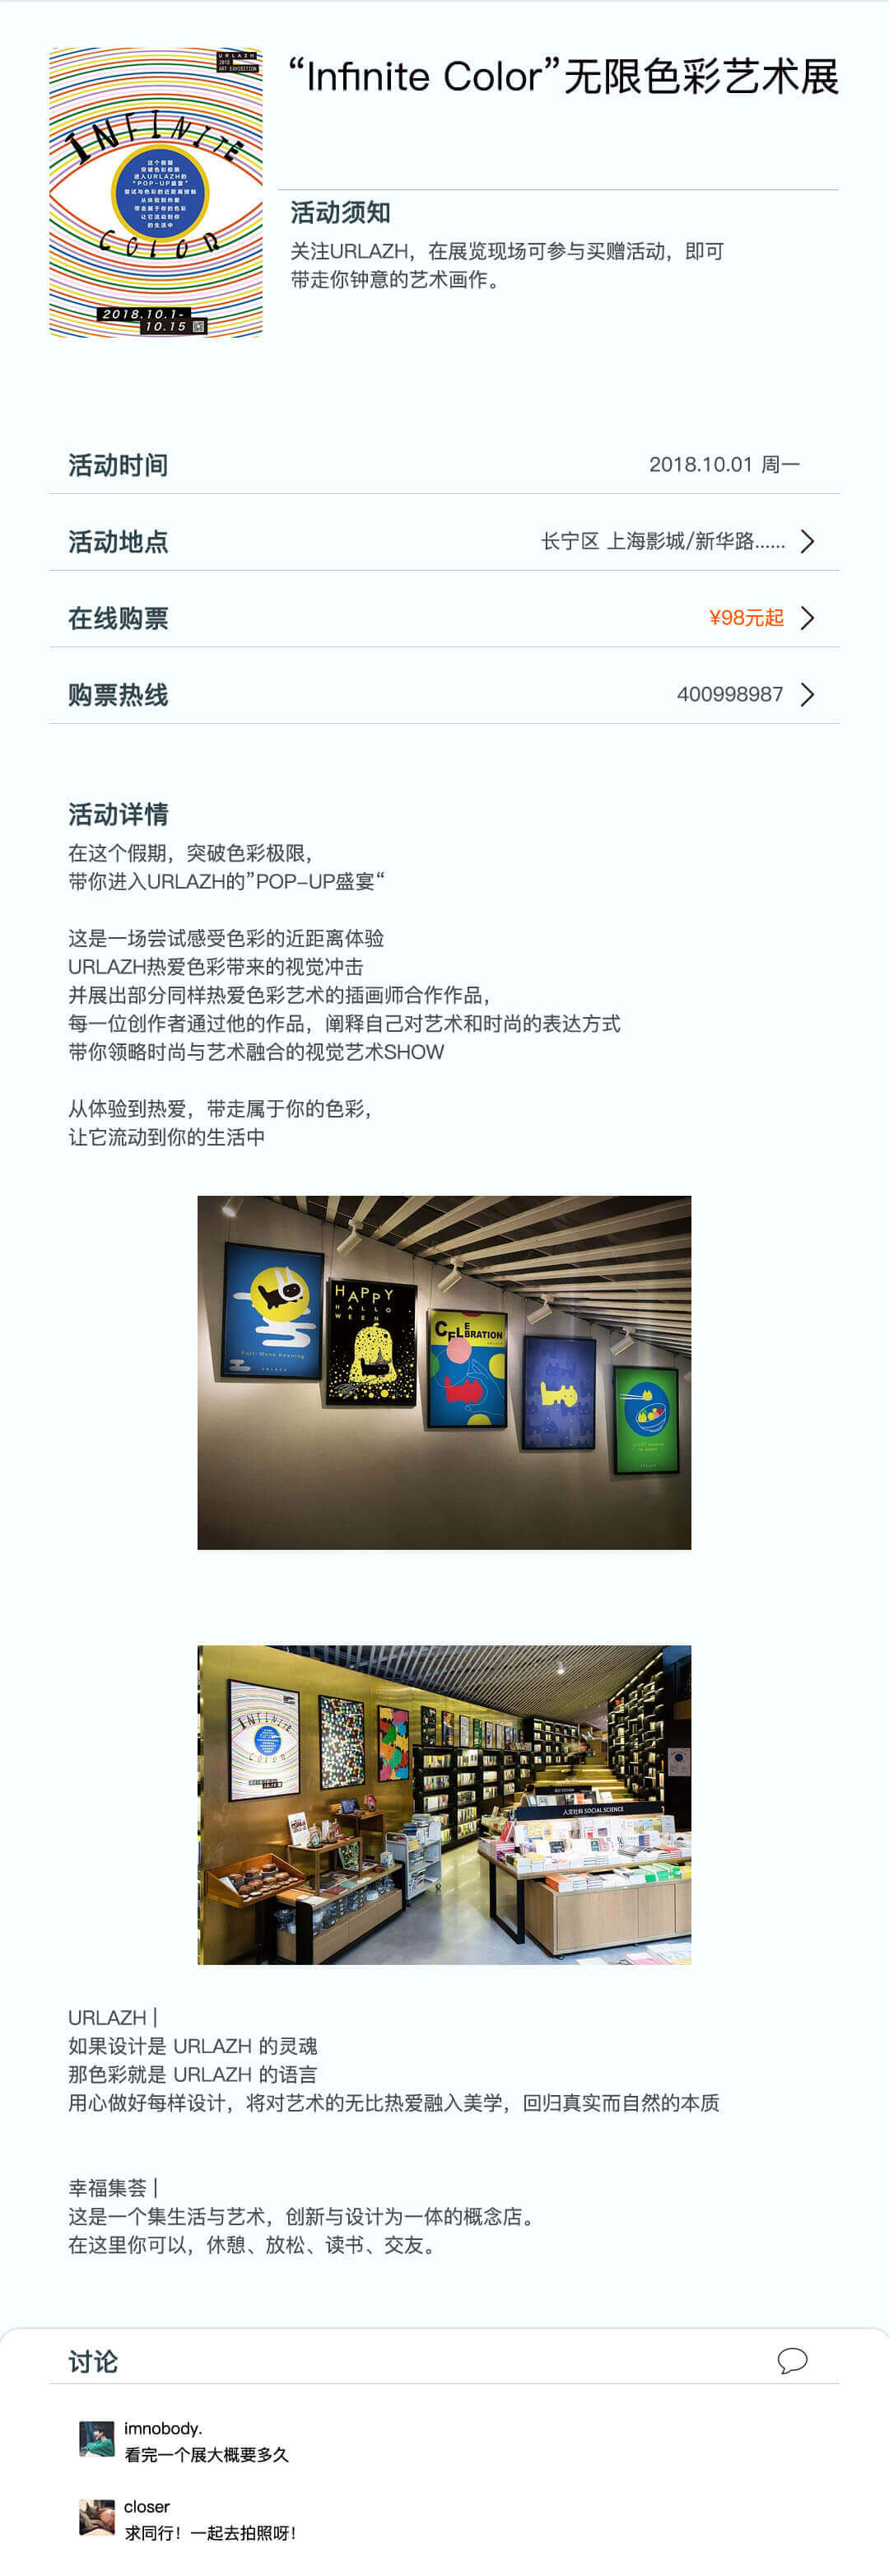 URLAZH
2018
ART EXHIBITION
INFINITE
这个假期
突破色彩极限
进入URLAZH的
“POP-UP盛宴”
尝试与色彩的近距离接触
从体验到热爱
带走属于你的色彩
让它流动到你
的生活中
COLOR
2018.10.1-
10.15
“Infinite Color”无限色彩艺术展
活动须知
关注URLAZH，在展览现场可参与买赠活动，即可
带走你钟意的艺术画作。
活动时间 2018.10.01 周一
活动地点 长宁区 上海影城/新华路......
在线购票 ¥98元起
购票热线 400998987
活动详情
在这个假期，突破色彩极限，
带你进入URLAZH的”POP-UP盛宴“
这是一场尝试感受色彩的近距离体验
URLAZH热爱色彩带来的视觉冲击
并展出部分同样热爱色彩艺术的插画师合作作品，
每一位创作者通过他的作品，阐释自己对艺术和时尚的表达方式
带你领略时尚与艺术融合的视觉艺术SHOW
从体验到热爱，带走属于你的色彩，
让它流动到你的生活中
Full-Moon Evening
URLAZH
HAPPY
HALLO
WEEN
CELEBRATION
INFINITE
COLOR
人文社科 SOCIAL SCIENCE
URLAZH |
如果设计是 URLAZH 的灵魂
那色彩就是 URLAZH 的语言
用心做好每样设计，将对艺术的无比热爱融入美学，回归真实而自然的本质
幸福集荟 |
这是一个集生活与艺术，创新与设计为一体的概念店。
在这里你可以，休憩、放松、读书、交友。
讨论
imnobody.
看完一个展大概要多久
closer
求同行！一起去拍照呀！